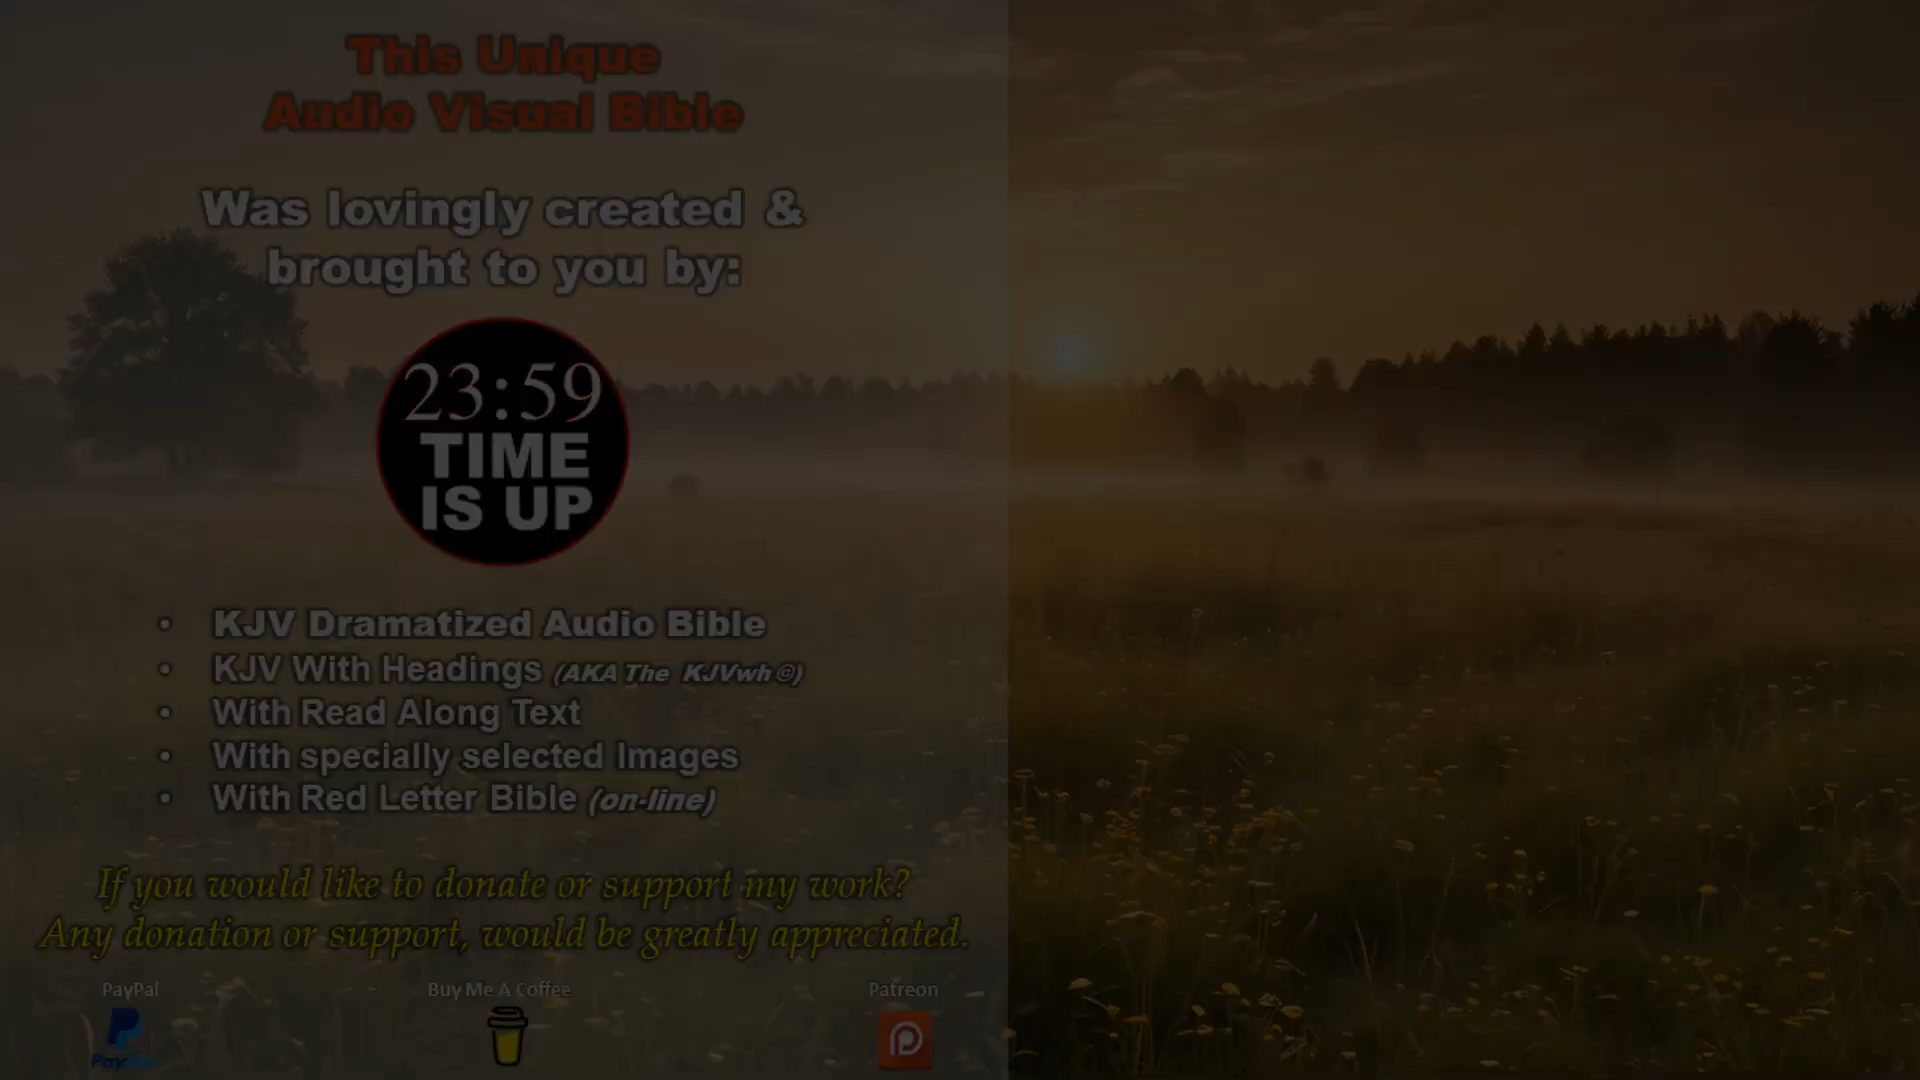 This Unique
Audio Visual Bible
Was lovingly created &
brought to you by:
23:59
TIME
IS UP
• KJV Dramatized Audio Bible
• KJV With Headings (AKA The KJVwh©)
• With Read Along Text
• With specially selected Images
• With Red Letter Bible (on-line)
If you would like to donate or support my work?
Any donation or support, would be greatly appreciated.
PayPal Buy Me A Coffee Patreon
PayPal